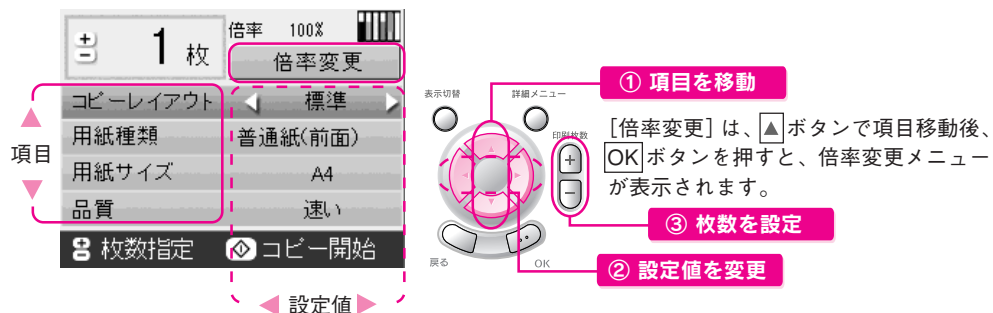 1 枚
倍率 100%
倍率変更
コピーレイアウト 標準
用紙種類 普通紙(前面)
用紙サイズ A4
品質 速い
枚数指定 コピー開始
項目
設定値
表示切替
詳細メニュー
印刷枚数
戻る
OK
① 項目を移動
[倍率変更]は、▲ボタンで項目移動後、
OKボタンを押すと、倍率変更メニュー
が表示されます。
③ 枚数を設定
② 設定値を変更